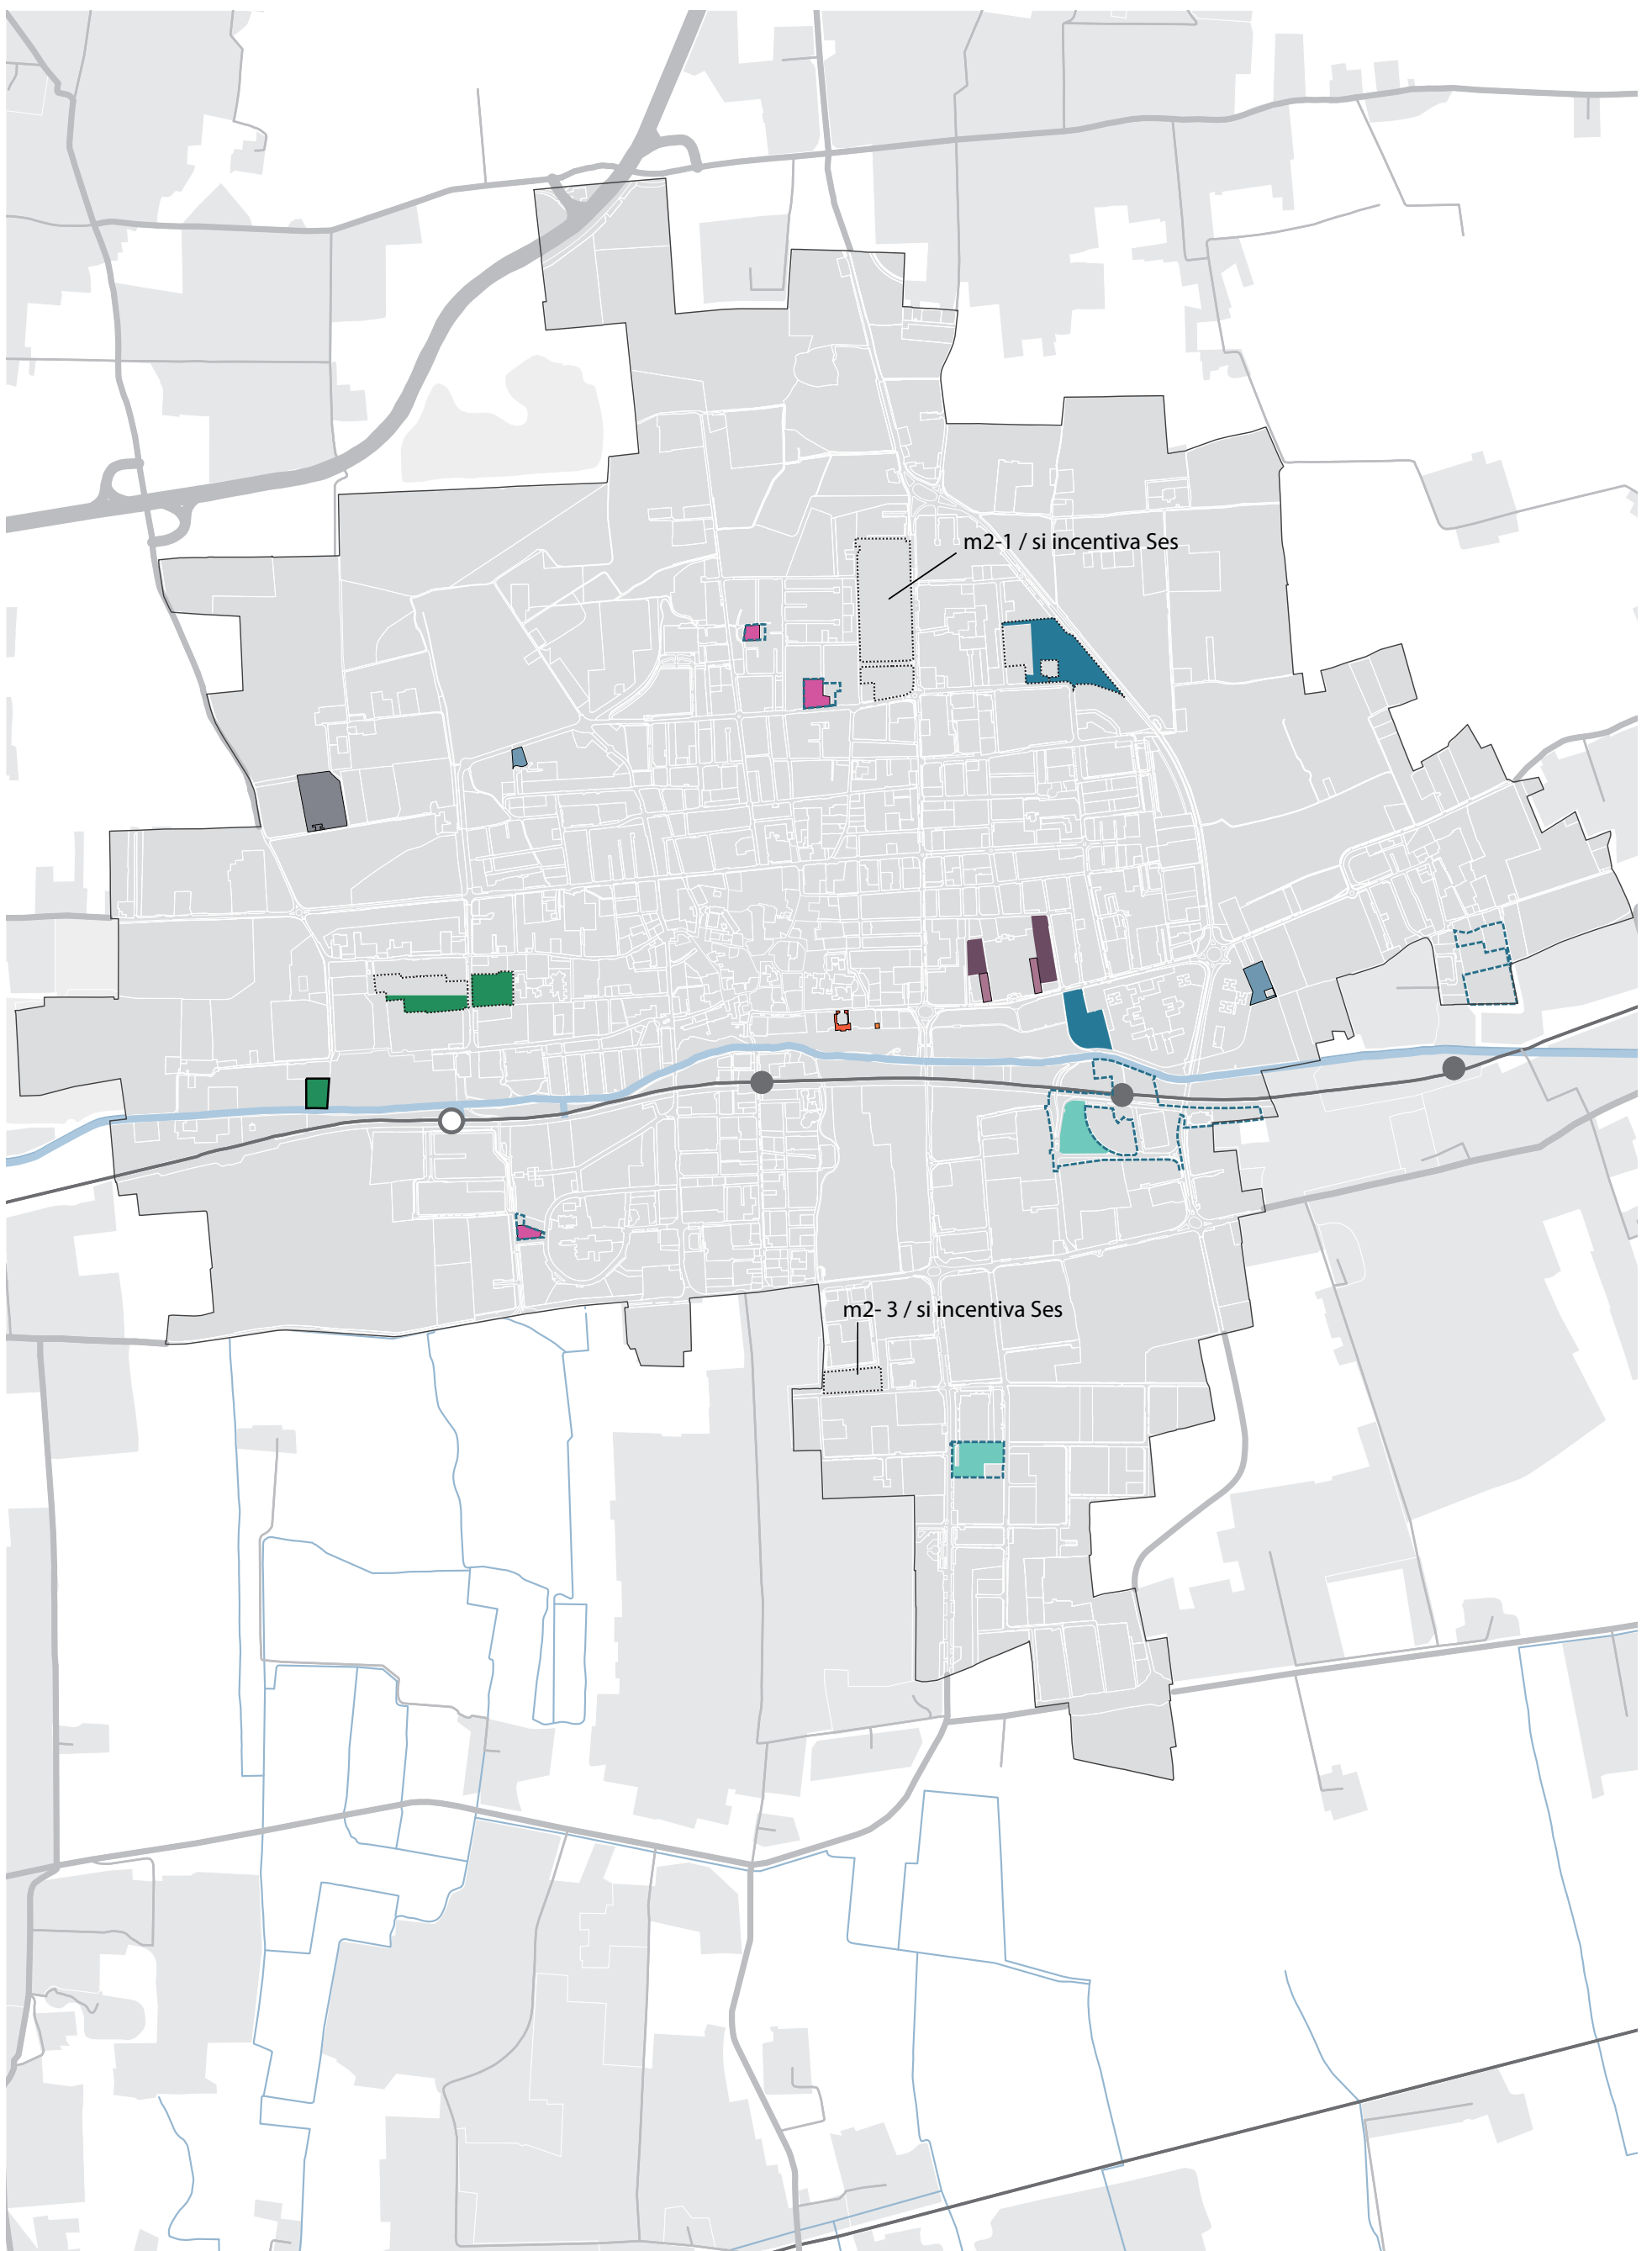 m2-1 / si incentiva Ses
m2- 3 / si incentiva Ses